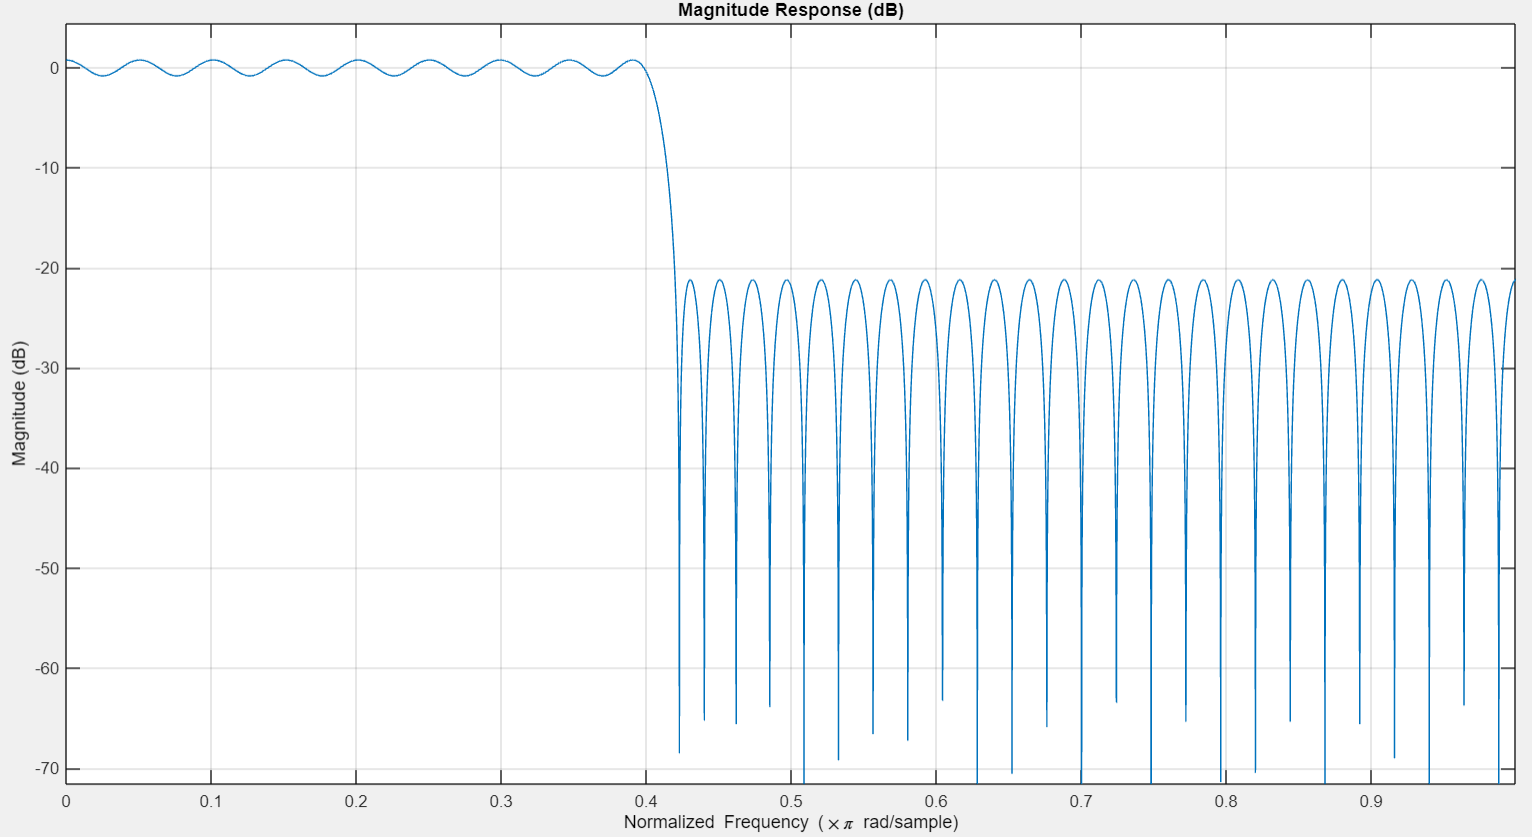 Magnitude Response (dB)
0
-10
-20
-30
-40
-50
-60
-70
Magnitude (dB)
0 0.1 0.2 0.3 0.4 0.5 0.6 0.7 0.8 0.9
Normalized Frequency (×π rad/sample)